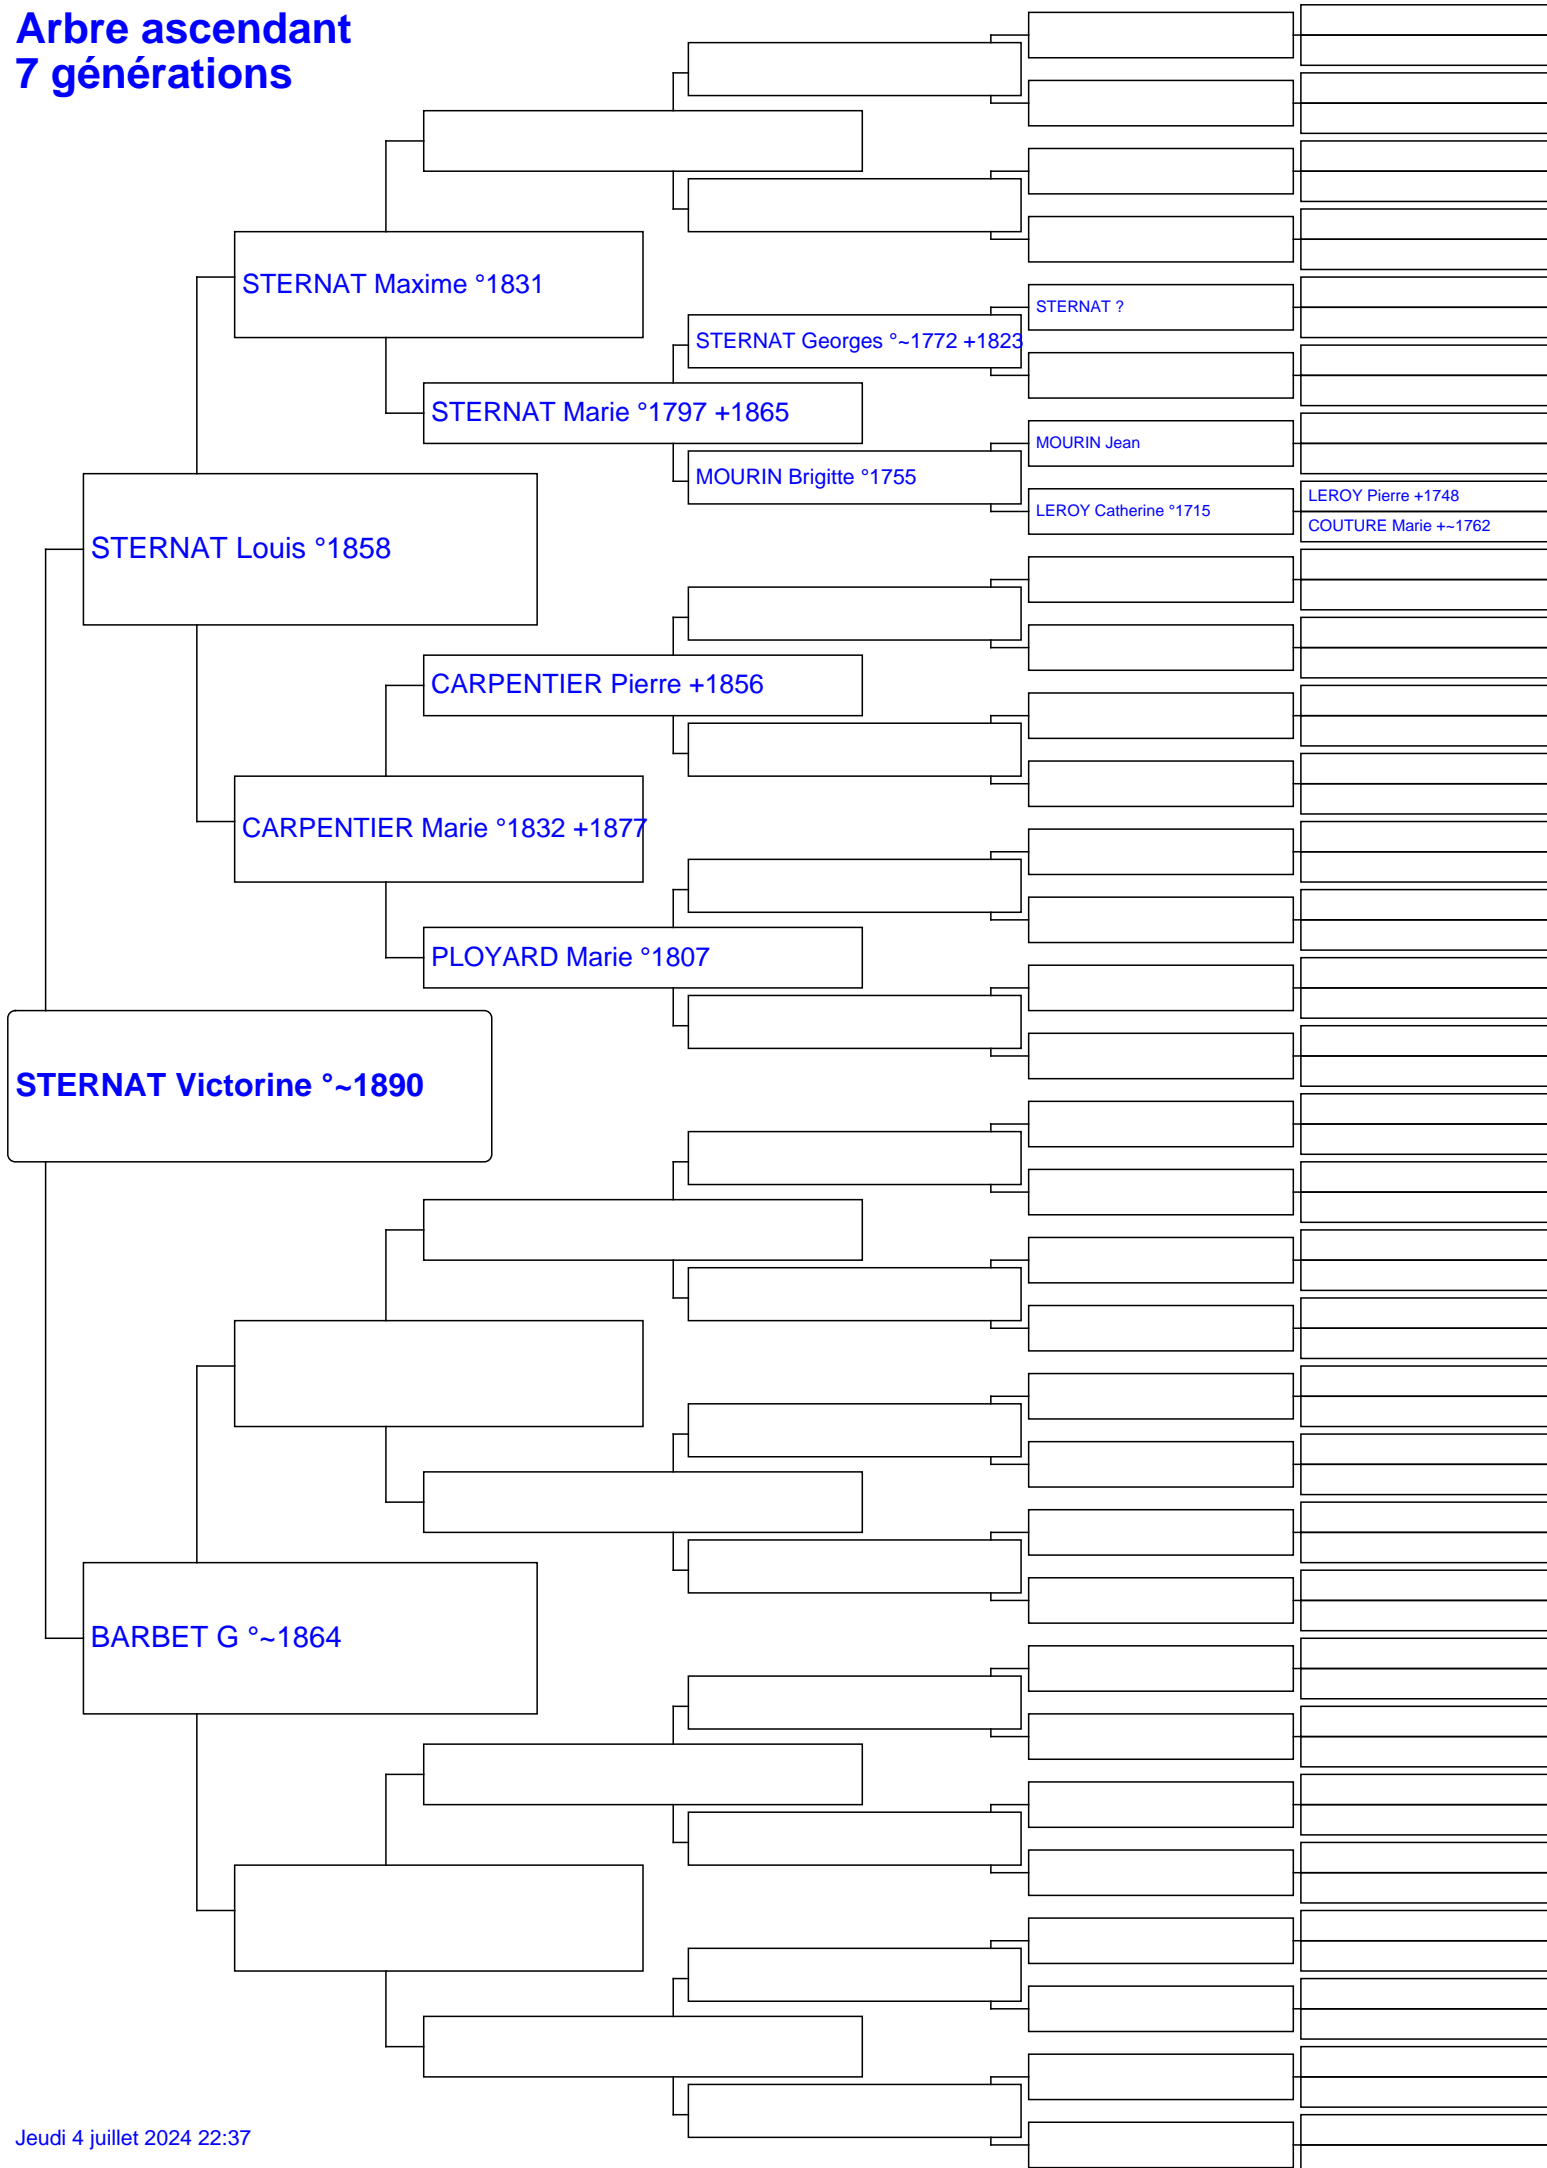 Arbre ascendant
7 générations
STERNAT Maxime °1831
STERNAT ?
STERNAT Georges °~1772 +1823
STERNAT Marie °1797 +1865
MOURIN Jean
MOURIN Brigitte °1755
LEROY Pierre +1748
LEROY Catherine °1715
COUTURE Marie +~1762
STERNAT Louis °1858
CARPENTIER Pierre +1856
CARPENTIER Marie °1832 +1877
PLOYARD Marie °1807
STERNAT Victorine °~1890
BARBET G °~1864
Jeudi 4 juillet 2024 22:37